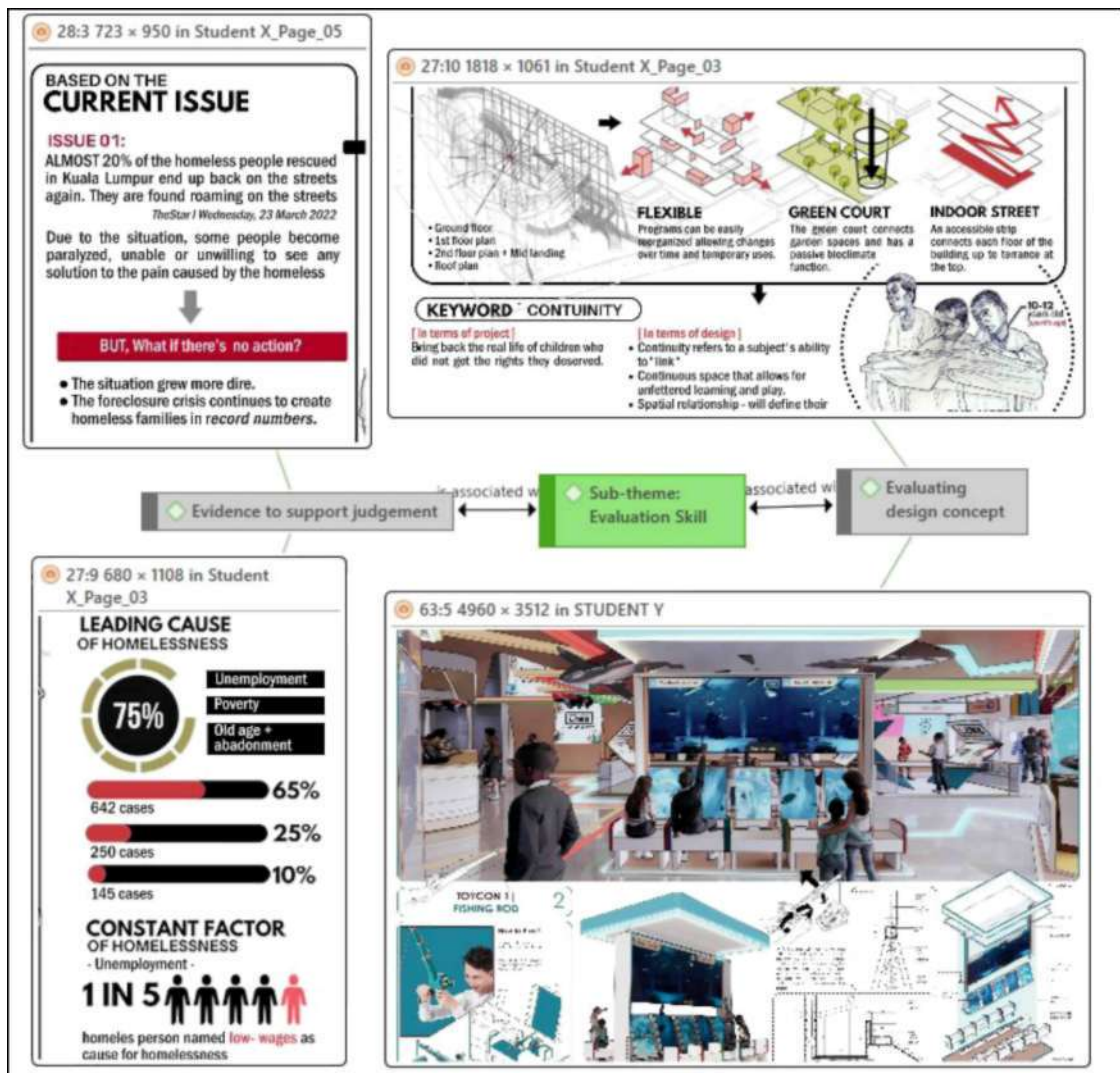 28:3 723 × 950 in Student X_Page_05
BASED ON THE
CURRENT ISSUE
ISSUE 01:
ALMOST 20% of the homeless people rescued
in Kuala Lumpur end up back on the streets
again. They are found roaming on the streets
TheStar I Wednesday, 23 March 2022
Due to the situation, some people become
paralyzed, unable or unwilling to see any
solution to the pain caused by the homeless
BUT, What if there's no action?
• The situation grew more dire.
• The foreclosure crisis continues to create
homeless families in record numbers.
27:10 1818 × 1061 in Student X_Page_03
• Ground floor
• 1st floor plan
• 2nd floor plan + Mid landing
• Roof plan
FLEXIBLE
Programs can be easily
reorganized allowing changes
over time and temporary uses.
GREEN COURT
The green court connects
garden spaces and has a
passive bioclimate
function.
INDOOR STREET
An accessible strip
connects each floor of the
building up to terrance at
the top.
KEYWORD CONTUINITY
[ In terms of project ]
Bring back the real life of children who
did not get the rights they deserved.
[ In terms of design ]
• Continuity refers to a subject's ability
to "link"
• Continuous space that allows for
unfettered learning and play.
• Spatial relationship - will define their
10-12
years old
Evidence to support judgement
is associated w
Sub-theme:
Evaluation Skill
associated wi
Evaluating
design concept
27:9 680 × 1108 in Student
X_Page_03
LEADING CAUSE
OF HOMELESSNESS
75%
Unemployment
Poverty
Old age +
abadonment
65%
642 cases
25%
250 cases
10%
145 cases
CONSTANT FACTOR
OF HOMELESSNESS
- Unemployment -
1 IN 5
homeles person named low- wages as
cause for homelessness
63:5 4960 × 3512 in STUDENT Y
TOYCON 1 |
FISHING ROD
2